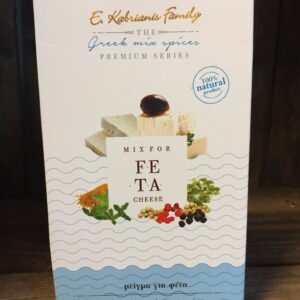 E. Kabrianis Family
THE
Greek mix spices
PREMIUM SERIES
100%
natural
product
MIX FOR
FE
TA
CHEESE
μείγμα για φέτα